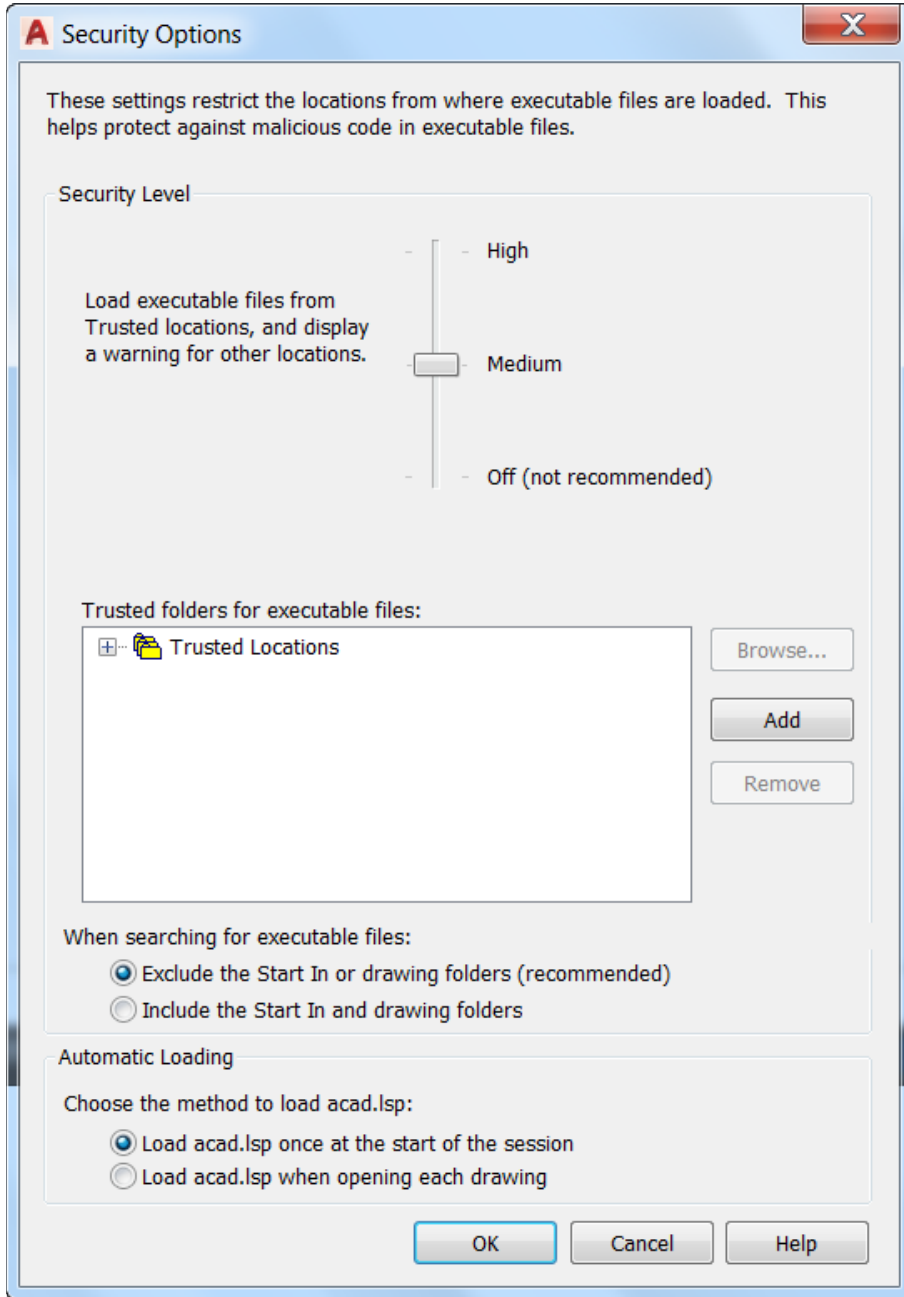 Security Options
These settings restrict the locations from where executable files are loaded.  This
helps protect against malicious code in executable files.
Security Level
High
Load executable files from
Trusted locations, and display
a warning for other locations.
Medium
Off (not recommended)
Trusted folders for executable files:
Trusted Locations
Browse...
Add
Remove
When searching for executable files:
Exclude the Start In or drawing folders (recommended)
Include the Start In and drawing folders
Automatic Loading
Choose the method to load acad.lsp:
Load acad.lsp once at the start of the session
Load acad.lsp when opening each drawing
OK
Cancel
Help